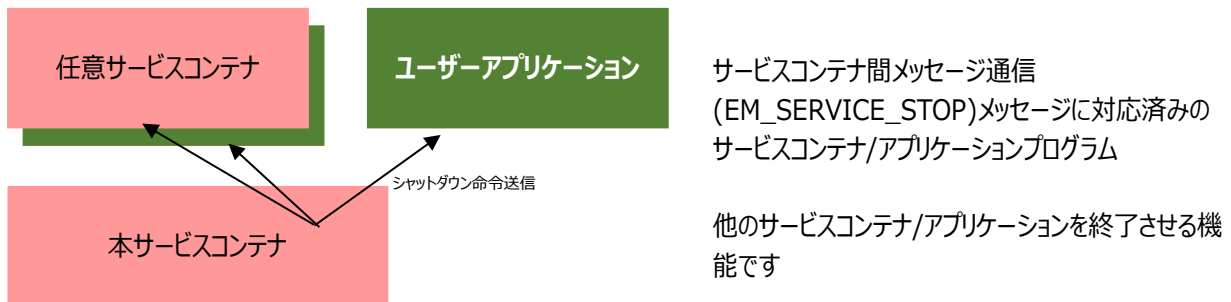 任意サービスコンテナ
ユーザーアプリケーション
シャットダウン命令送信
本サービスコンテナ
サービスコンテナ間メッセージ通信
(EM_SERVICE_STOP)メッセージに対応済みの
サービスコンテナ/アプリケーションプログラム
他のサービスコンテナ/アプリケーションを終了させる機
能です